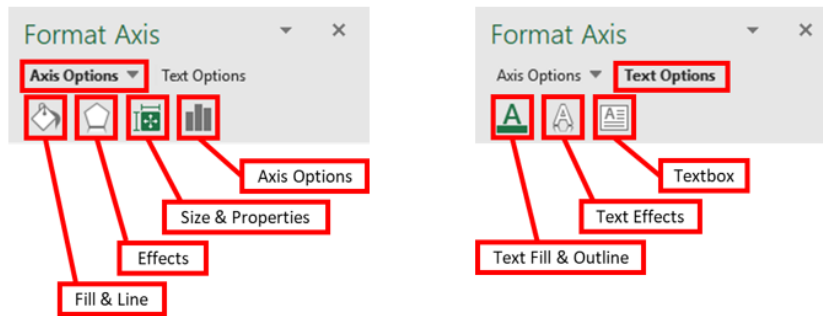 Format Axis
Axis Options Text Options
Axis Options
Size & Properties
Effects
Fill & Line
Format Axis
Axis Options Text Options
A A A
Textbox
Text Effects
Text Fill & Outline